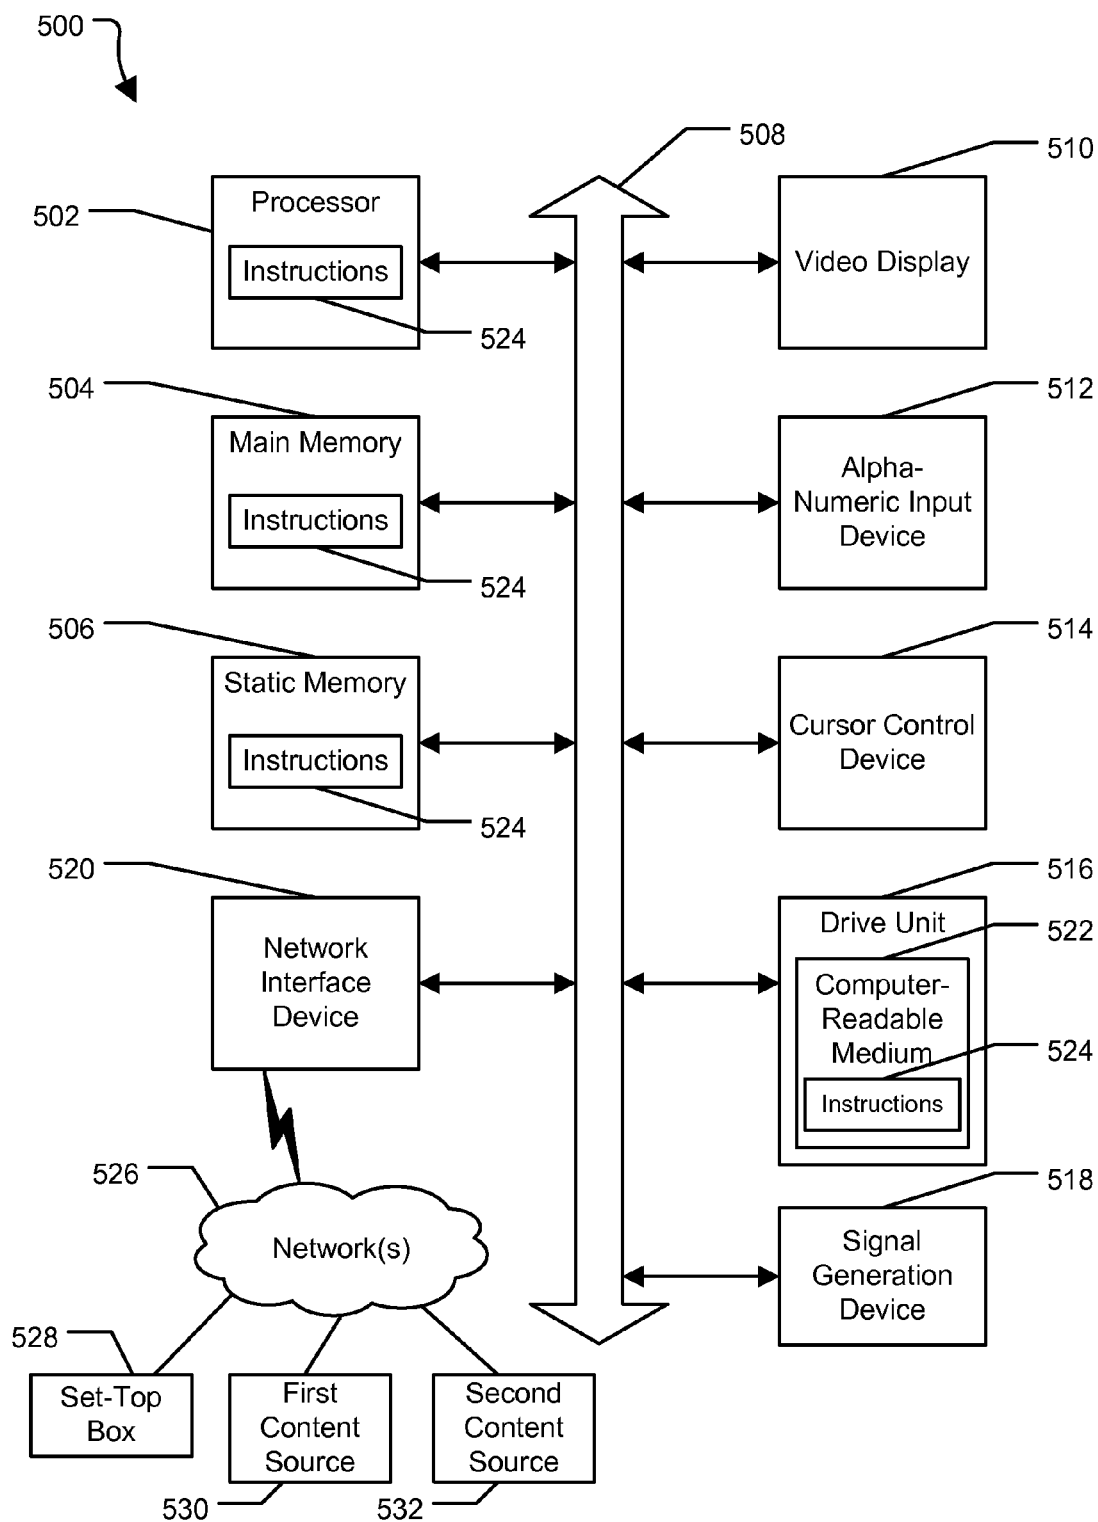 500
508
510
502
Processor
Instructions
524
Video Display
504
Main Memory
Instructions
524
512
Alpha-
Numeric Input
Device
506
Static Memory
Instructions
524
514
Cursor Control
Device
520
Network
Interface
Device
516
Drive Unit
522
Computer-
Readable
Medium
524
Instructions
526
Network(s)
518
Signal
Generation
Device
528
Set-Top
Box
First
Content
Source
530
Second
Content
Source
532